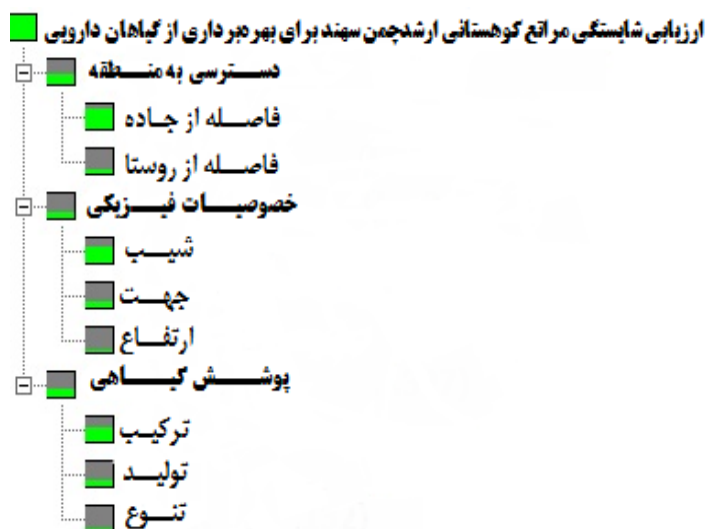 ارزیابی شایستگی مراتع کوهستانی ارشدچمن سهند برای بهره‌برداری از گیاهان دارویی
دسترسی به منطقه
فاصله از جاده
فاصله از روستا
خصوصیات فیزیکی
شیب
جهت
ارتفاع
پوشش گیاهی
ترکیب
تولید
تنوع